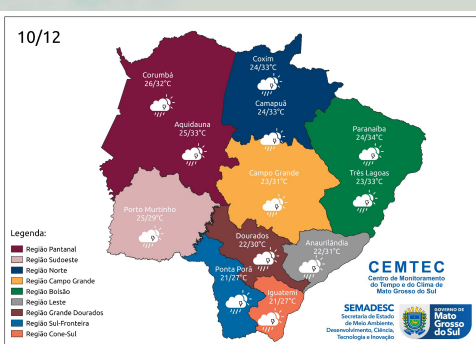 10/12
Corumbá
26/32°C
Coxim
24/33°C
Camapuã
24/33°C
Aquidauna
25/33°C
Paranaíba
24/34°C
Três Lagoas
23/33°C
Campo Grande
23/31°C
Porto Murtinho
25/29°C
Dourados
22/30°C
Anaurilândia
22/31°C
Ponta Porã
21/27°C
Iguatemi
21/27°C
Legenda:
Região Pantanal
Região Sudoeste
Região Norte
Região Campo Grande
Região Bolsão
Região Leste
Região Grande Dourados
Região Sul-Fronteira
Região Cone-Sul
CEMTEC
Centro de Monitoramento
do Tempo e do Clima de
Mato Grosso do Sul
SEMADESC
Secretaria de Estado
de Meio Ambiente,
Desenvolvimento, Ciência,
Tecnologia e Inovação
GOVERNO DE
Mato
Grosso
do Sul